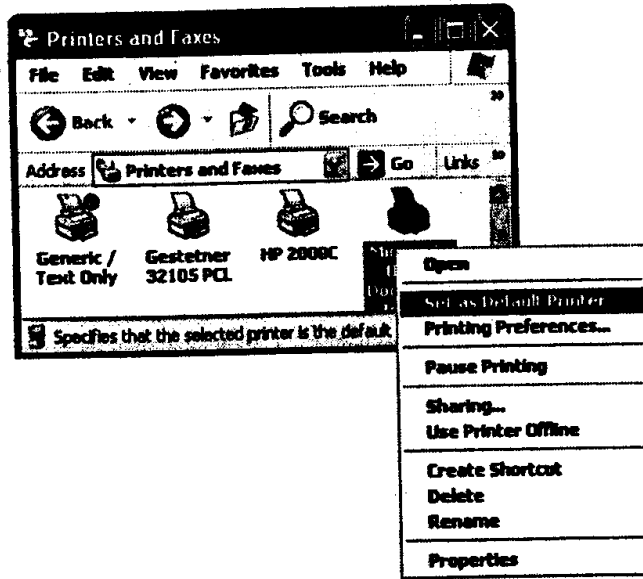 Printers and Faxes
File Edit View Favorites Tools Help
Back Search
Address Printers and Faxes Go Links
Generic / Text Only
Gestetner 32105 PCL
HP 2000C
Specifies that the selected printer is the default
Open
Set as Default Printer
Printing Preferences...
Pause Printing
Sharing...
Use Printer Offline
Create Shortcut
Delete
Rename
Properties